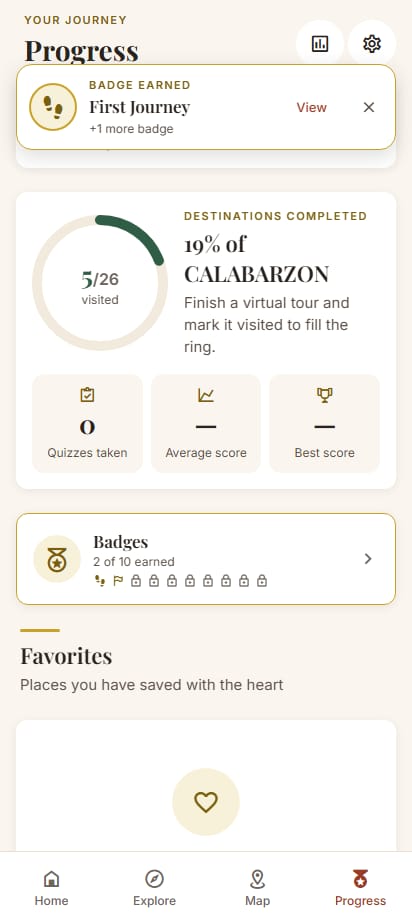 YOUR JOURNEY
Progress
BADGE EARNED
First Journey
+1 more badge
View
DESTINATIONS COMPLETED
5/26
visited
19% of
CALABARZON
Finish a virtual tour and
mark it visited to fill the
ring.
0
Quizzes taken
—
Average score
—
Best score
Badges
2 of 10 earned
Favorites
Places you have saved with the heart
Home
Explore
Map
Progress